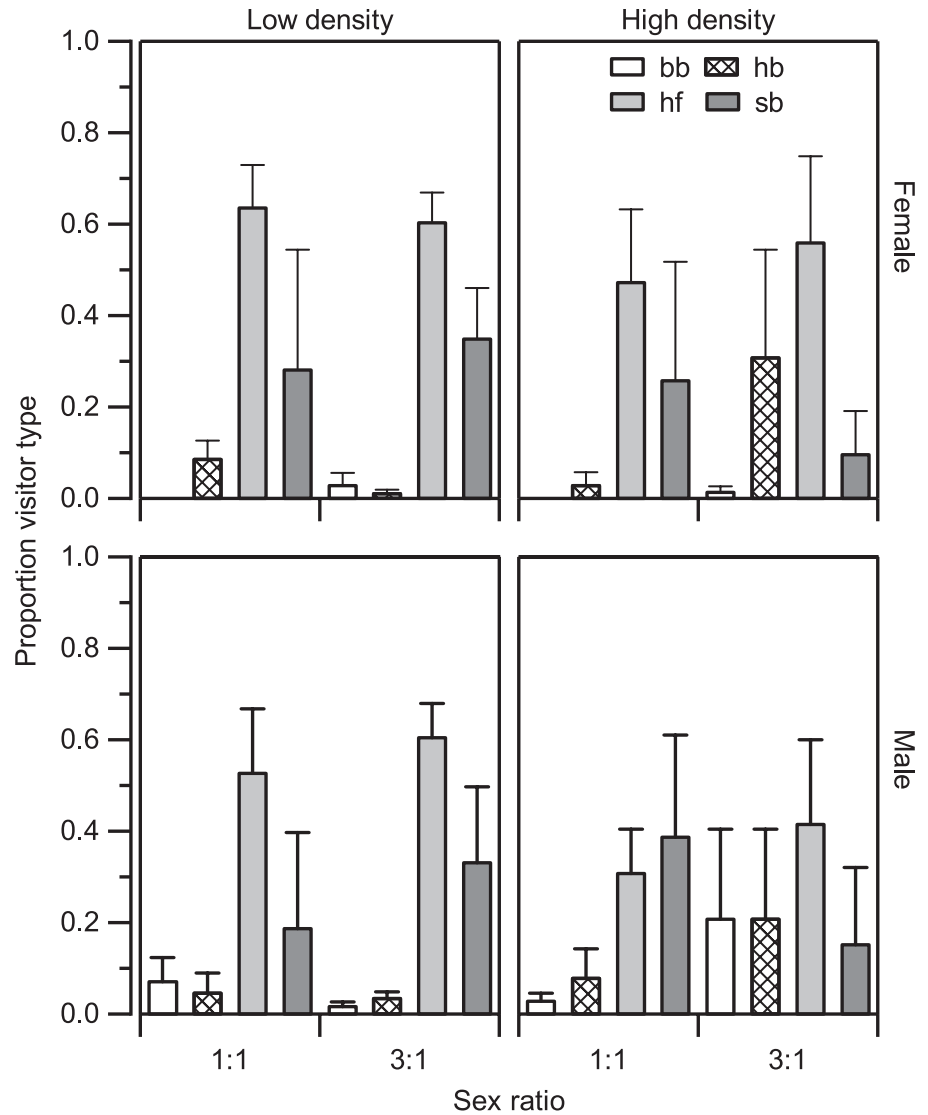 Low density
High density
bb hb
hf sb
1.0
0.8
0.6
0.4
0.2
0.0
Female
Proportion visitor type
1.0
0.8
0.6
0.4
0.2
0.0
Male
1:1 3:1 1:1 3:1
Sex ratio